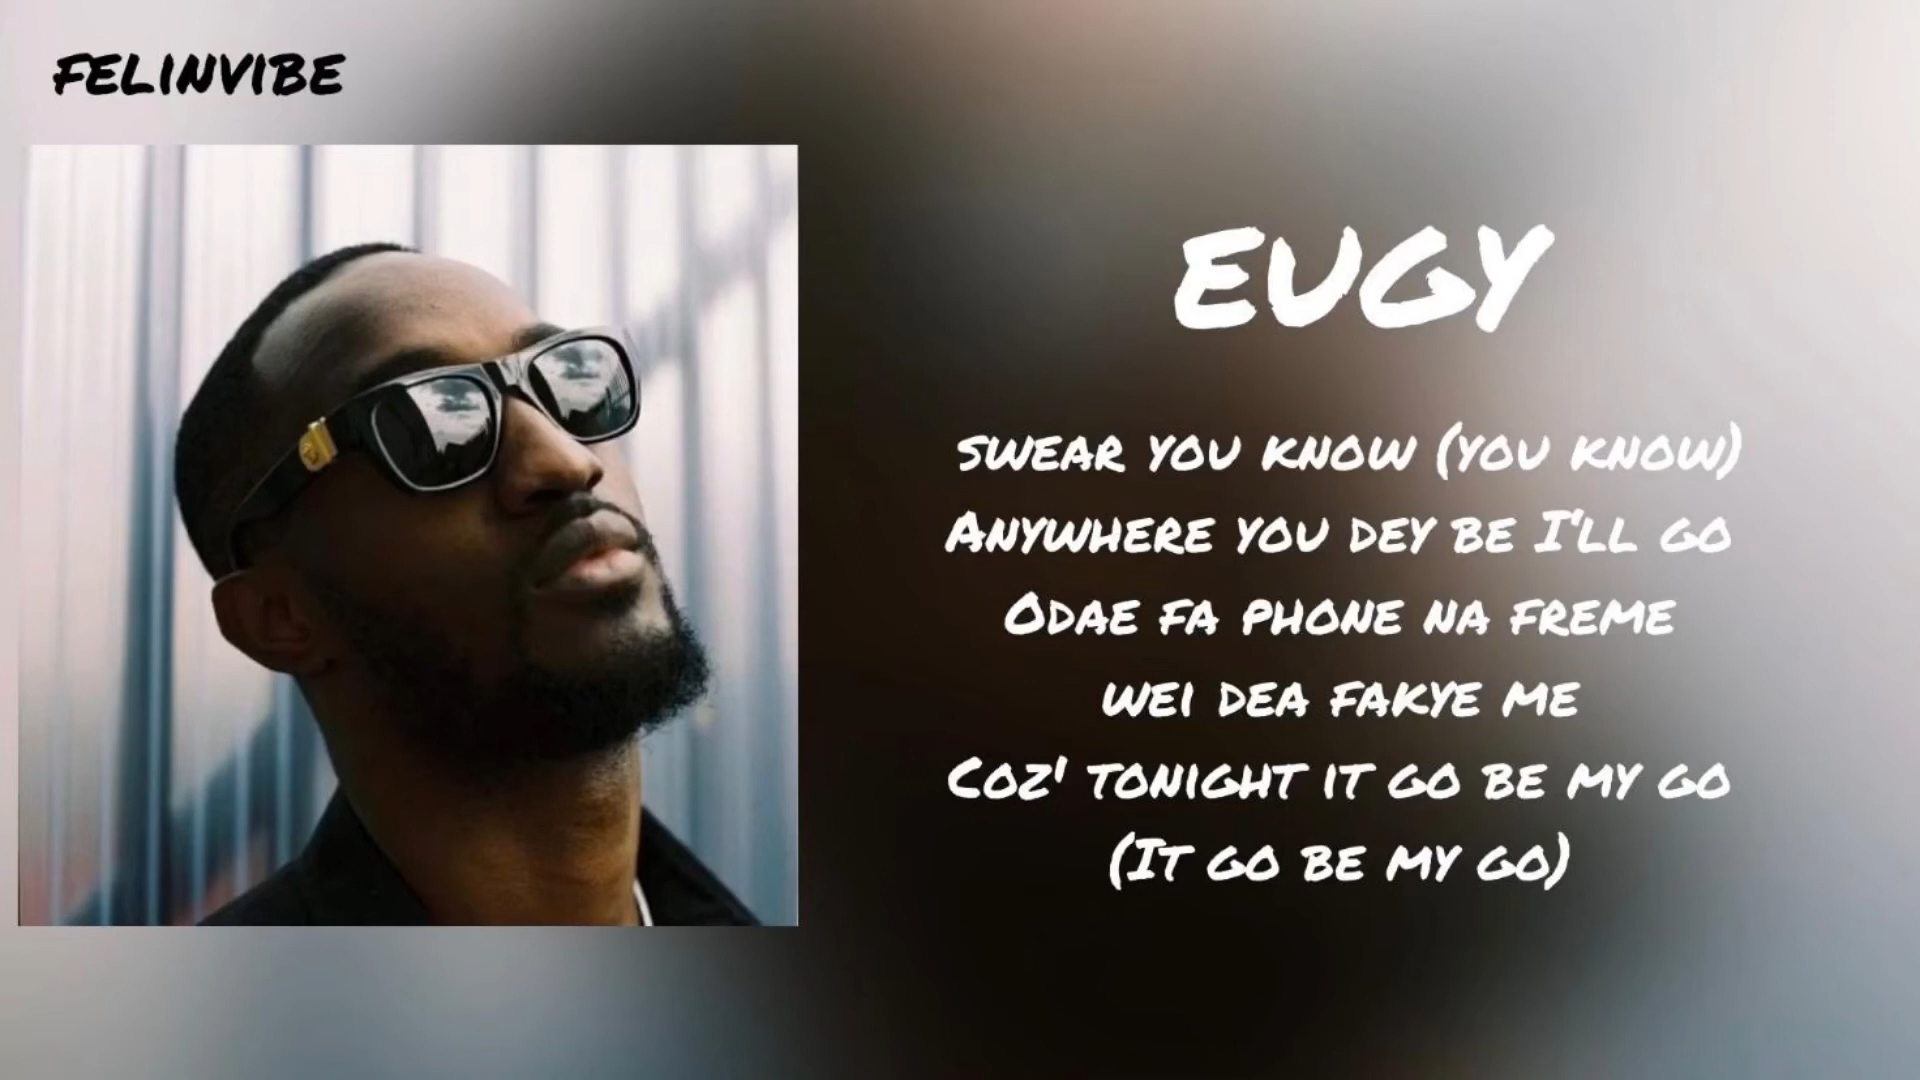 FELINVIBE
EUGY
SWEAR YOU KNOW (YOU KNOW)
ANYWHERE YOU DEY BE I'LL GO
ODAE FA PHONE NA FREME
WEI DEA FAKYE ME
COZ' TONIGHT IT GO BE MY GO
(IT GO BE MY GO)